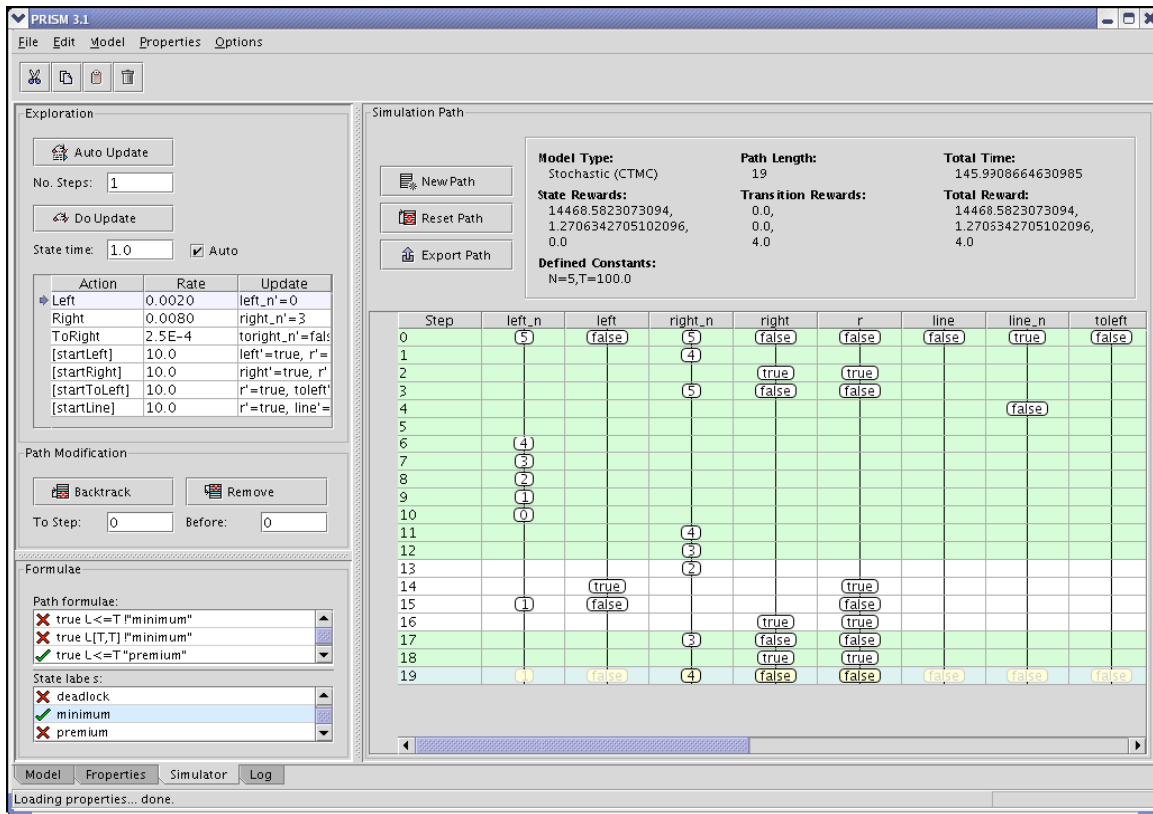 PRISM 3.1
File Edit Model Properties Options
Exploration
Auto Update
No. Steps: 1
Do Update
State time: 1.0 Auto
Action Rate Update
Left 0.0020 left_n'=0
Right 0.0080 right_n'=3
ToRight 2.5E-4 toright_n'=fals
[startLeft] 10.0 left'=true, r'=
[startRight] 10.0 right'=true, r'
[startToLeft] 10.0 r'=true, toleft'
[startLine] 10.0 r'=true, line'=
Path Modification
Backtrack Remove
To Step: 0 Before: 0
Formulae
Path formulae:
true U<=T !"minimum"
true U[T,T] !"minimum"
true U<=T "premium"
State labels:
deadlock
minimum
premium
Simulation Path
New Path
Reset Path
Export Path
Model Type: Path Length: Total Time:
Stochastic (CTMC) 19 145.9908664630985
State Rewards: Transition Rewards: Total Reward:
14468.5823073094, 0.0, 14468.5823073094,
1.2706342705102096, 0.0, 1.2706342705102096,
0.0 4.0 4.0
Defined Constants:
N=5,T=100.0
Step left_n left right_n right r line line_n toleft
0 5 false 5 false false false true false
1 4
2 true true
3 5 false false
4 false
5
6 4
7 3
8 2
9 1
10 0
11 4
12 3
13 2
14 true true
15 1 false false
16 true true
17 3 false false
18 true true
19 1 false 4 false false false false false
Model Properties Simulator Log
Loading properties... done.